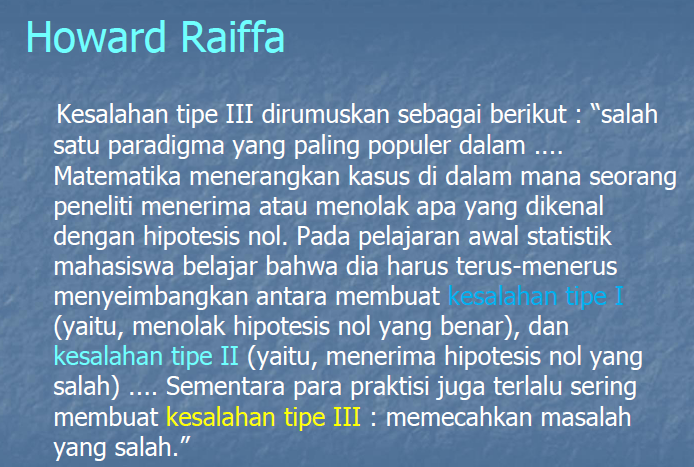 Howard Raiffa
Kesalahan tipe III dirumuskan sebagai berikut : “salah
satu paradigma yang paling populer dalam ....
Matematika menerangkan kasus di dalam mana seorang
peneliti menerima atau menolak apa yang dikenal
dengan hipotesis nol. Pada pelajaran awal statistik
mahasiswa belajar bahwa dia harus terus-menerus
menyeimbangkan antara membuat kesalahan tipe I
(yaitu, menolak hipotesis nol yang benar), dan
kesalahan tipe II (yaitu, menerima hipotesis nol yang
salah) .... Sementara para praktisi juga terlalu sering
membuat kesalahan tipe III : memecahkan masalah
yang salah.”